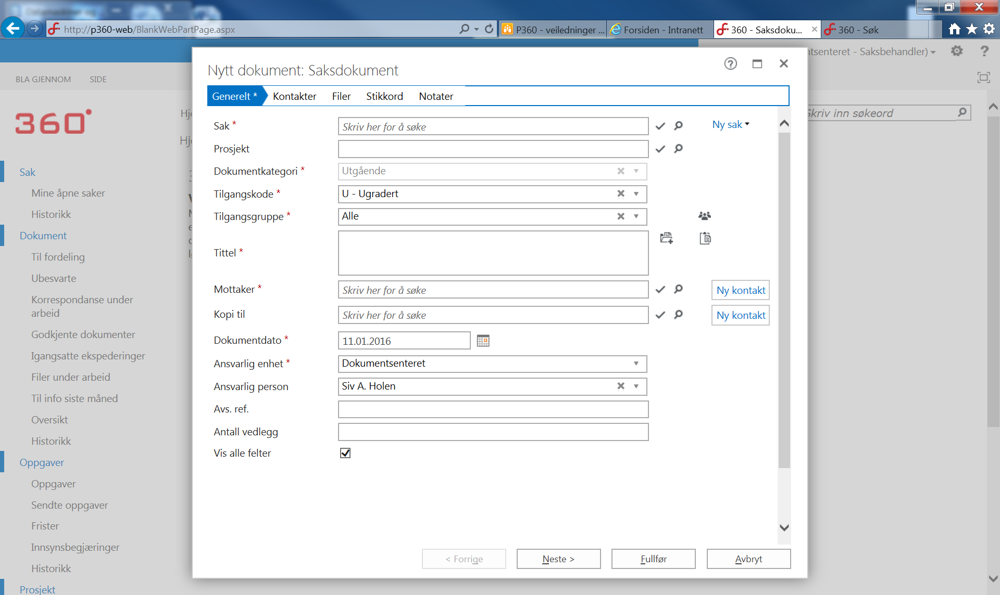 http://p360-web/BlankWebPartPage.aspx
P360 - veiledninger ...
Forsiden - Intranett
360 - Saksdoku...
360 - Søk
tsenteret - Saksbehandler)
BLA GJENNOM
SIDE
360°
Skriv inn søkeord
Sak
Mine åpne saker
Historikk
Dokument
Til fordeling
Ubesvarte
Korrespondanse under
arbeid
Godkjente dokumenter
Igangsatte ekspederinger
Filer under arbeid
Til info siste måned
Oversikt
Historikk
Oppgaver
Oppgaver
Sendte oppgaver
Frister
Innsynsbegjæringer
Historikk
Prosjekt
Nytt dokument: Saksdokument
Generelt *
Kontakter
Filer
Stikkord
Notater
Sak * Skriv her for å søke
Ny sak
Prosjekt
Dokumentkategori * Utgående
Tilgangskode * U - Ugradert
Tilgangsgruppe * Alle
Tittel *
Mottaker * Skriv her for å søke
Ny kontakt
Kopi til Skriv her for å søke
Ny kontakt
Dokumentdato * 11.01.2016
Ansvarlig enhet * Dokumentsenteret
Ansvarlig person Siv A. Holen
Avs. ref.
Antall vedlegg
Vis alle felter
< Forrige
Neste >
Fullfør
Avbryt